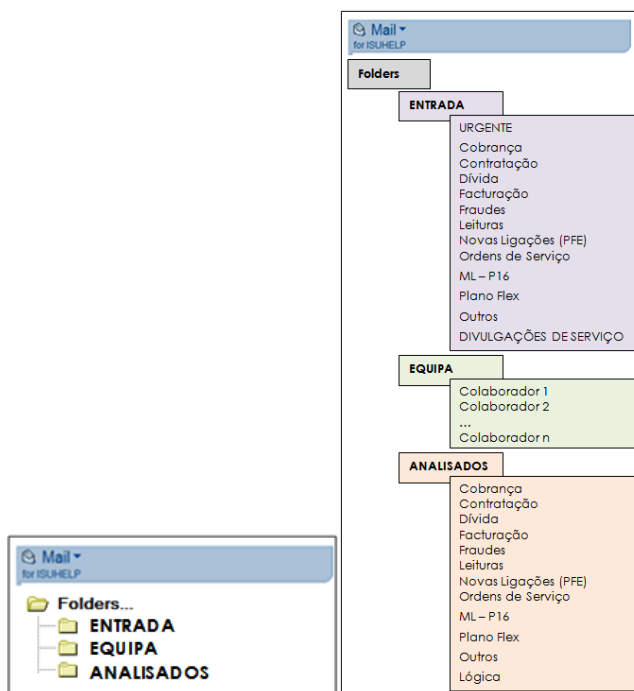 Mail
for ISUHELP
Folders...
ENTRADA
EQUIPA
ANALISADOS
Mail
for ISUHELP
Folders
ENTRADA
URGENTE
Cobrança
Contratação
Dívida
Facturação
Fraudes
Leituras
Novas Ligações (PFE)
Ordens de Serviço
ML – P16
Plano Flex
Outros
DIVULGAÇÕES DE SERVIÇO
EQUIPA
Colaborador 1
Colaborador 2
...
Colaborador n
ANALISADOS
Cobrança
Contratação
Dívida
Facturação
Fraudes
Leituras
Novas Ligações (PFE)
Ordens de Serviço
ML – P16
Plano Flex
Outros
Lógica